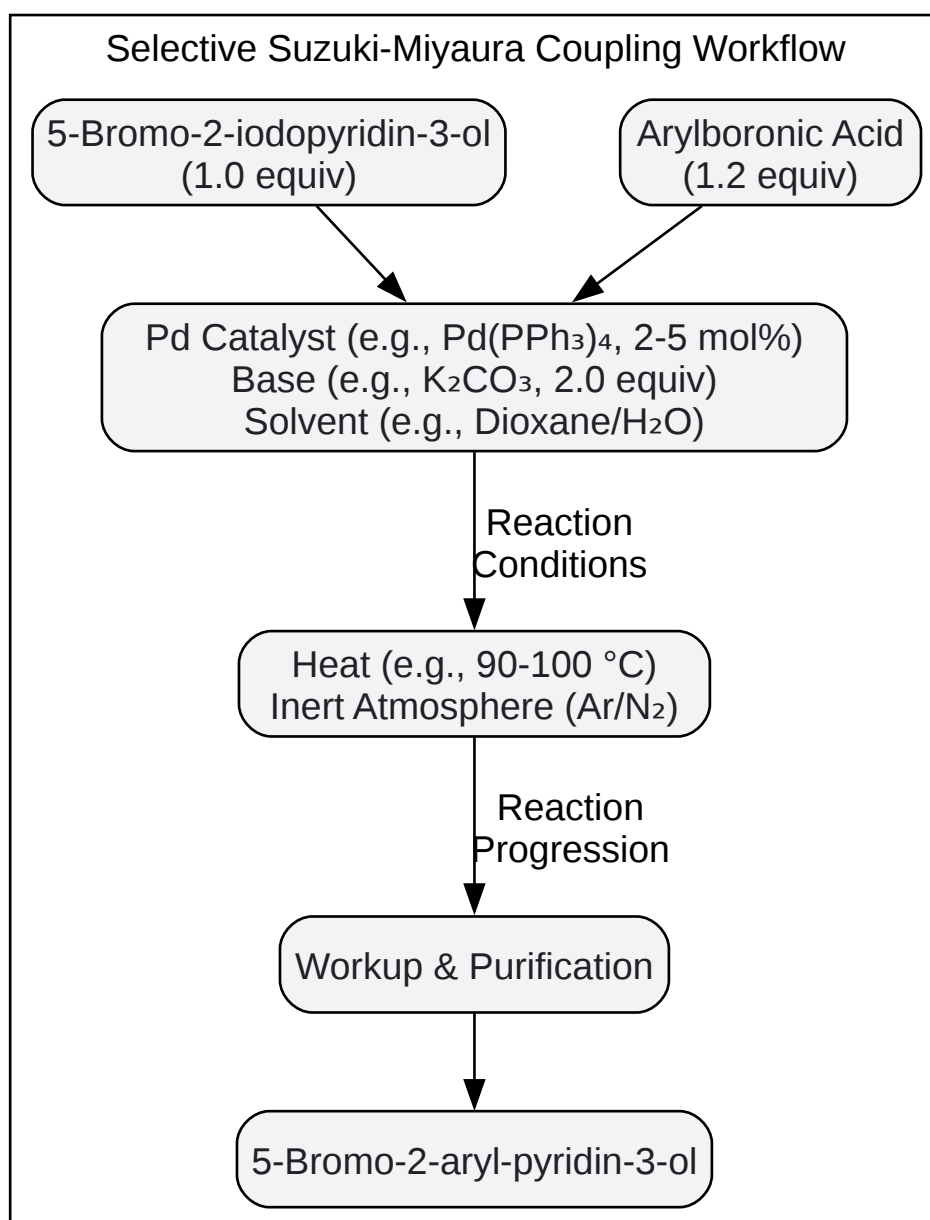 Selective Suzuki-Miyaura Coupling Workflow
5-Bromo-2-iodopyridin-3-ol
(1.0 equiv)
Arylboronic Acid
(1.2 equiv)
Pd Catalyst (e.g., Pd(PPh₃)₄, 2-5 mol%)
Base (e.g., K₂CO₃, 2.0 equiv)
Solvent (e.g., Dioxane/H₂O)
Reaction
Conditions
Heat (e.g., 90-100 °C)
Inert Atmosphere (Ar/N₂)
Reaction
Progression
Workup & Purification
5-Bromo-2-aryl-pyridin-3-ol